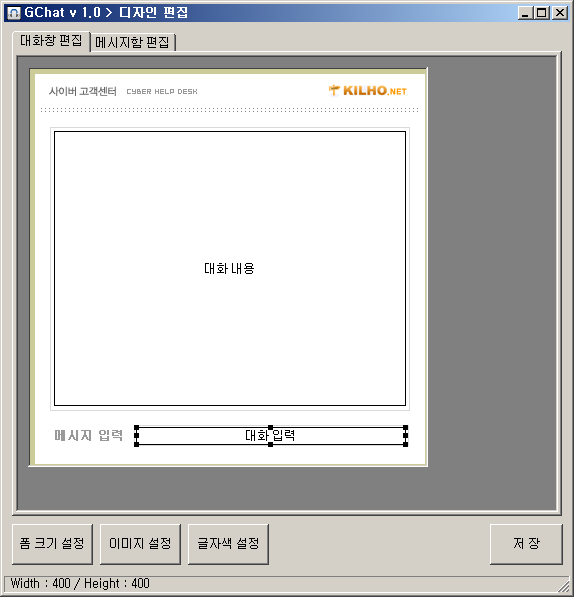 GChat v 1.0 > 디자인 편집
대화창 편집 메시지함 편집
사이버 고객센터 CYBER HELP DESK KILHO.NET
대화 내용
메시지 입력 대화 입력
폼 크기 설정 이미지 설정 글자색 설정 저 장
Width : 400 / Height : 400